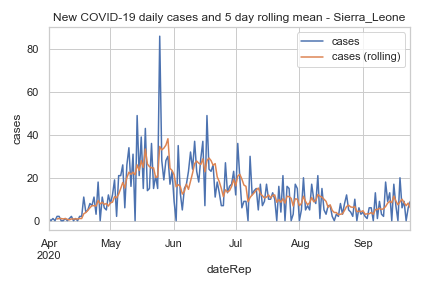 New COVID-19 daily cases and 5 day rolling mean - Sierra_Leone
cases
cases (rolling)
80
60
40
20
0
cases
Apr
2020
May
Jun
Jul
Aug
Sep
dateRep